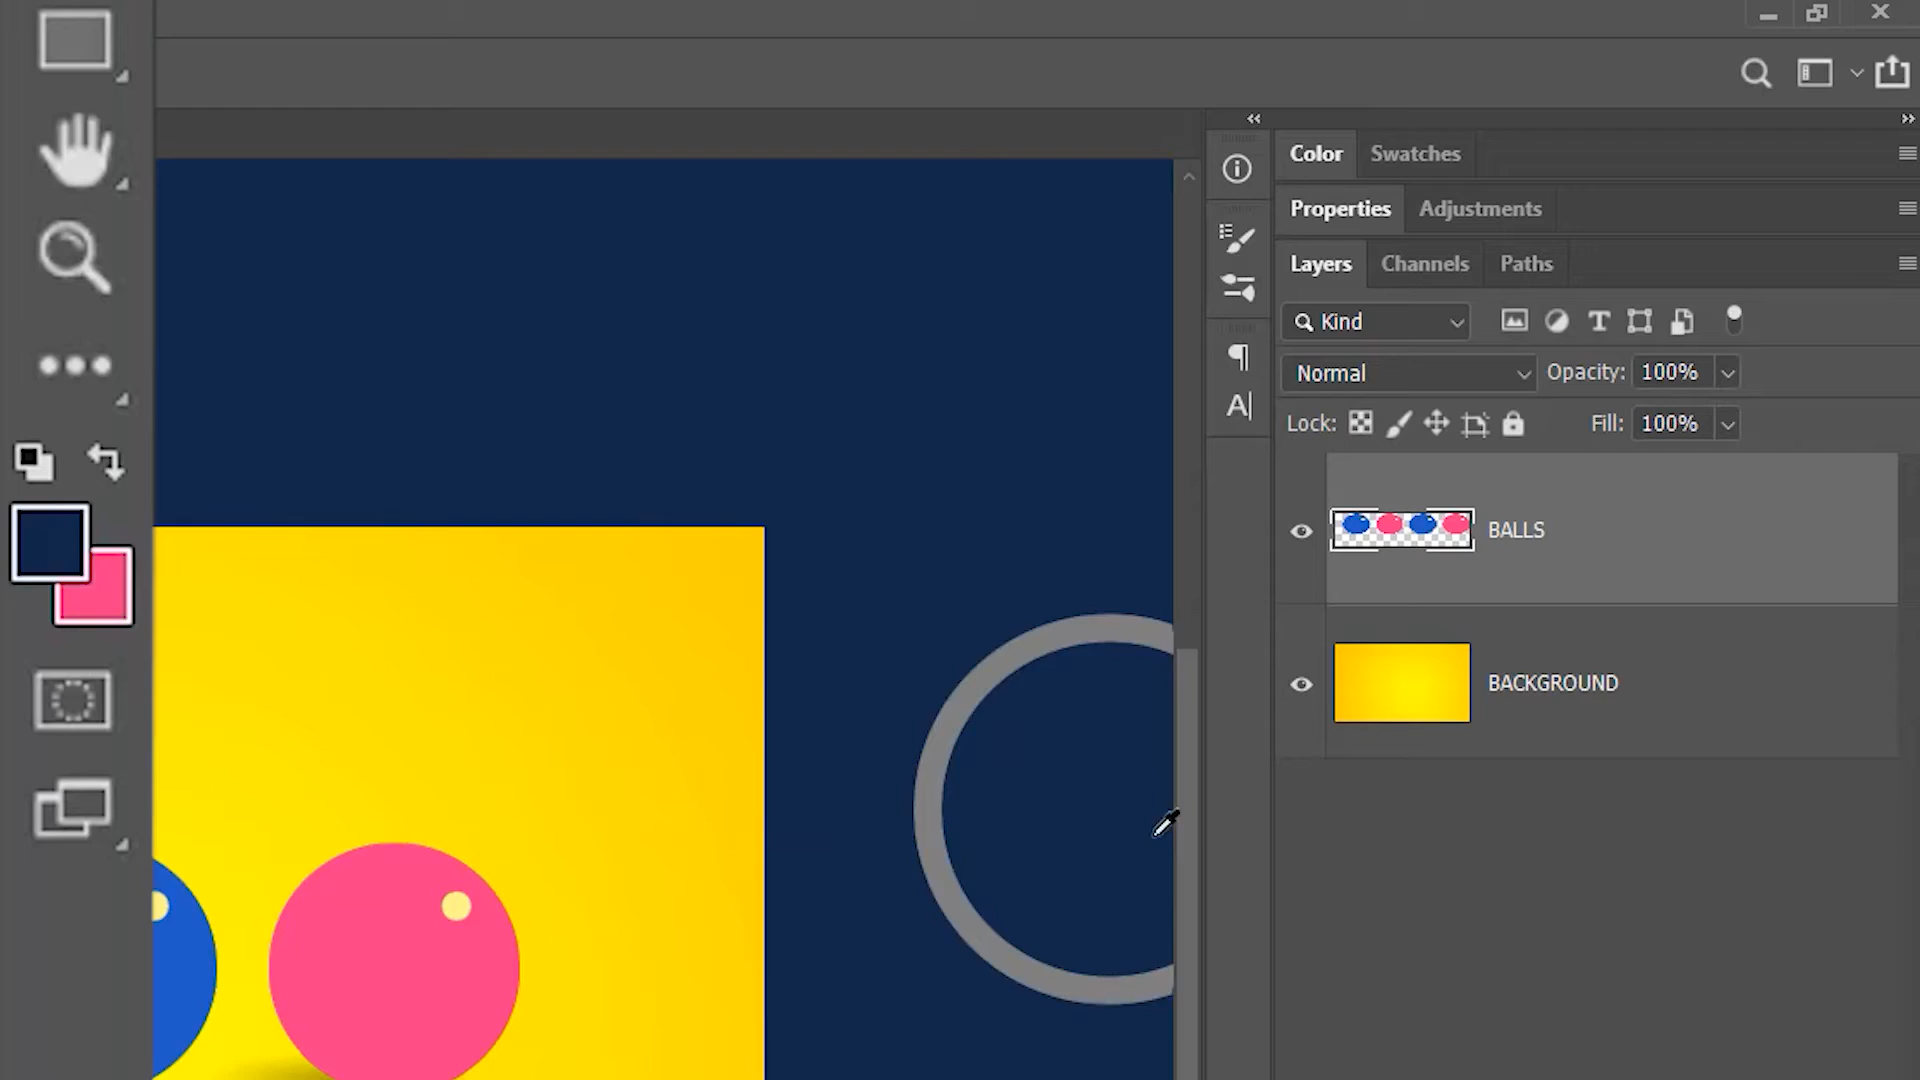 Color Swatches
Properties Adjustments
Layers Channels Paths
Kind
Normal Opacity: 100%
Lock: Fill: 100%
BALLS
BACKGROUND